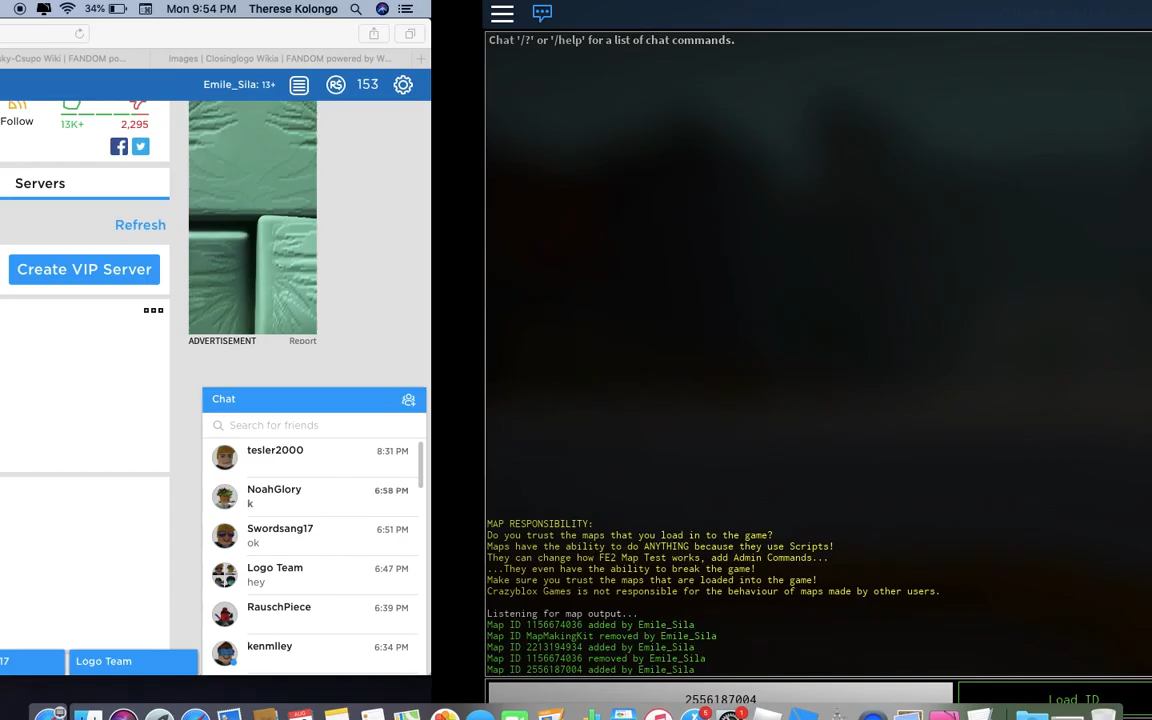 34% Mon 9:54 PM Therese Kolongo
ky-Csupo Wiki | FANDOM po... Images | Closinglogo Wikia | FANDOM powered by W... +
Emile_Sila: 13+ R$ 153
Follow 13K+ 2,295
Servers
Refresh
Create VIP Server
ADVERTISEMENT Report
Chat
Search for friends
tesler2000 8:31 PM
NoahGlory 6:58 PM
k
Swordsang17 6:51 PM
ok
Logo Team 6:47 PM
hey
RauschPiece 6:39 PM
kenmlley 6:34 PM
17 Logo Team
Chat '/?' or '/help' for a list of chat commands.
MAP RESPONSIBILITY:
Do you trust the maps that you load in to the game?
Maps have the ability to do ANYTHING because they use Scripts!
They can change how FE2 Map Test works, add Admin Commands...
...They even have the ability to break the game!
Make sure you trust the maps that are loaded into the game!
Crazyblox Games is not responsible for the behaviour of maps made by other users.
Listening for map output...
Map ID 1156674036 added by Emile_Sila
Map ID MapMakingKit removed by Emile_Sila
Map ID 2213194934 added by Emile_Sila
Map ID 1156674036 removed by Emile_Sila
Map ID 2556187004 added by Emile_Sila
2556187004 Load ID
AUG 5 1